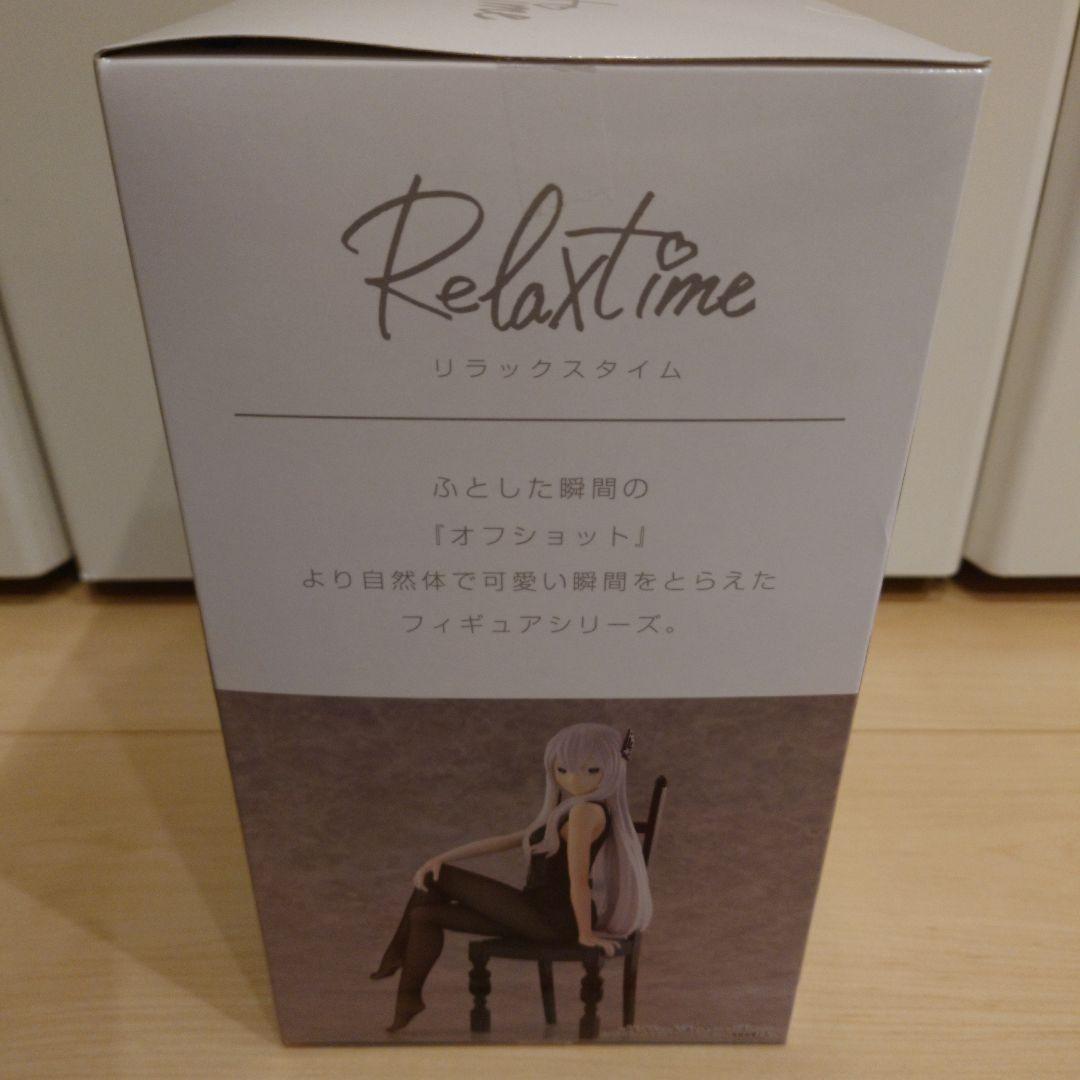 Relaxtime
リラックスタイム
ふとした瞬間の
『オフショット』
より自然体で可愛い瞬間をとらえた
フィギュアシリーズ。